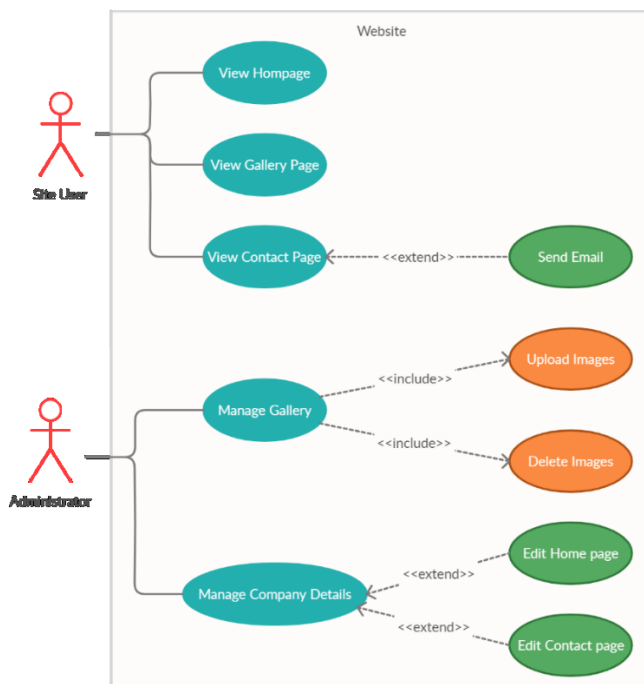 Website
View Hompage
View Gallery Page
Site User
View Contact Page
<<extend>>
Send Email
Upload Images
<<include>>
Manage Gallery
<<include>>
Delete Images
Administrator
Edit Home page
<<extend>>
Manage Company Details
<<extend>>
Edit Contact page